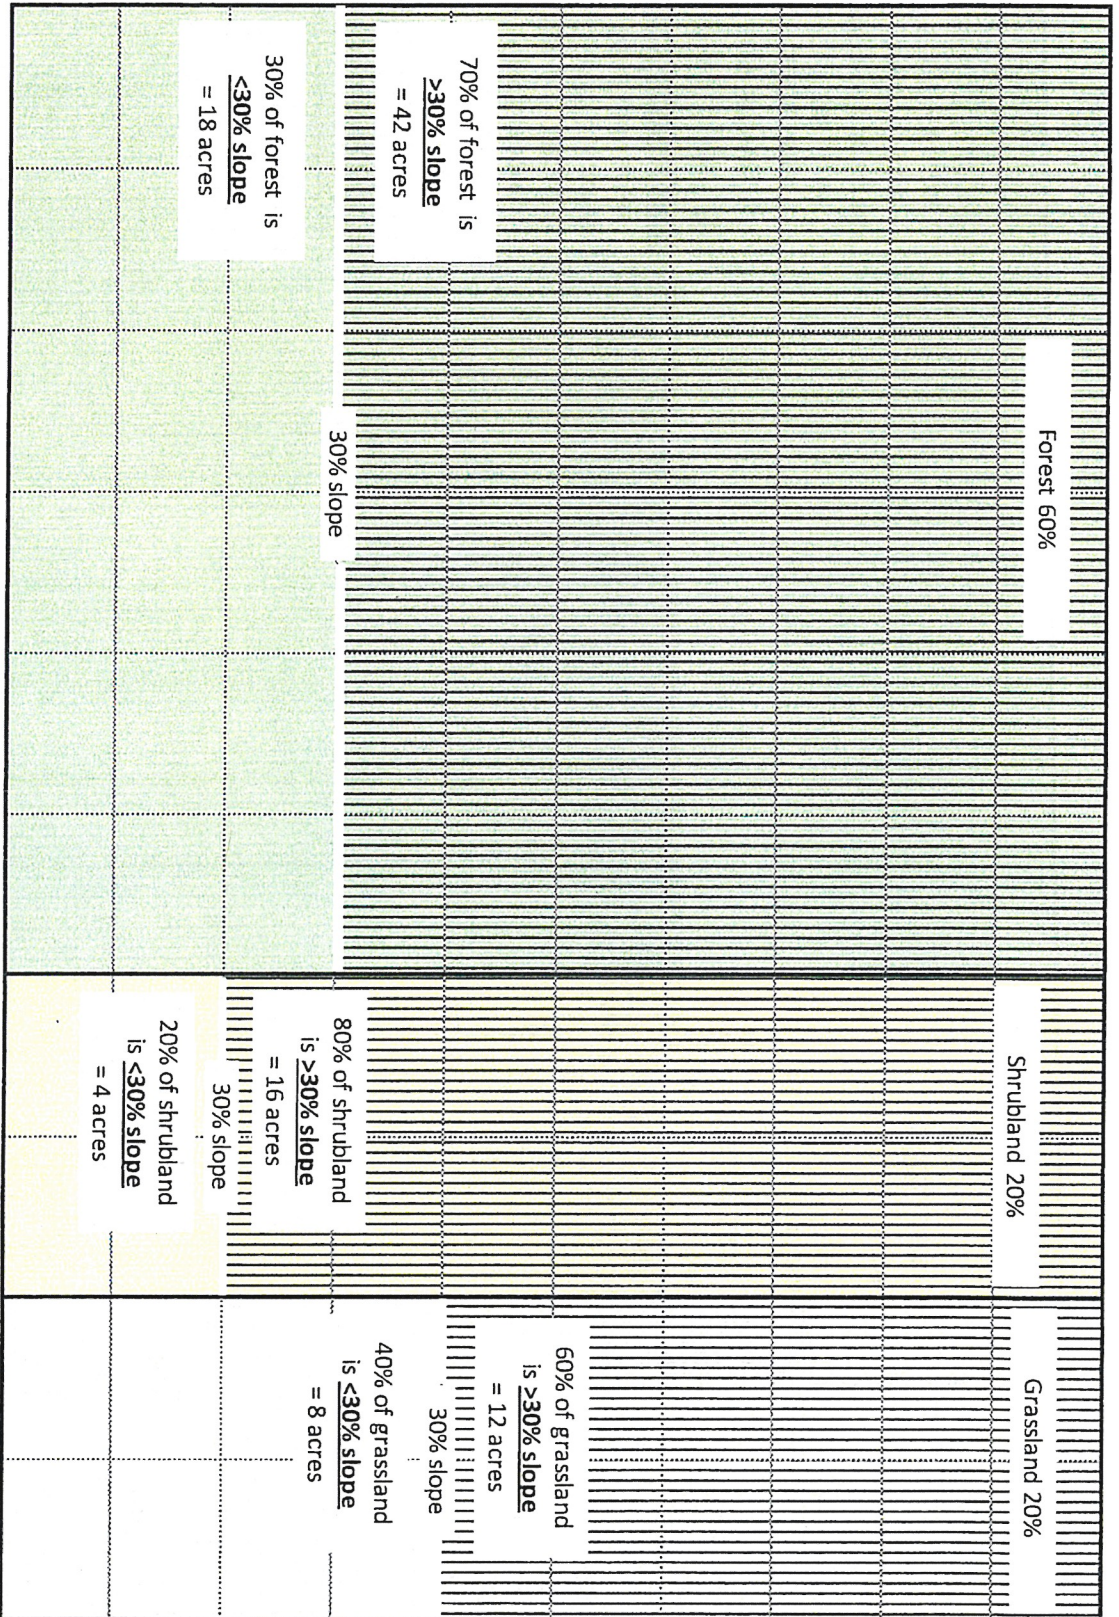 Forest 60%
Shrubland 20%
Grassland 20%
70% of forest is
>30% slope
= 42 acres
30% slope
30% of forest is
<30% slope
= 18 acres
80% of shrubland
is >30% slope
= 16 acres
30% slope
20% of shrubland
is <30% slope
= 4 acres
60% of grassland
is >30% slope
= 12 acres
30% slope
40% of grassland
is <30% slope
= 8 acres